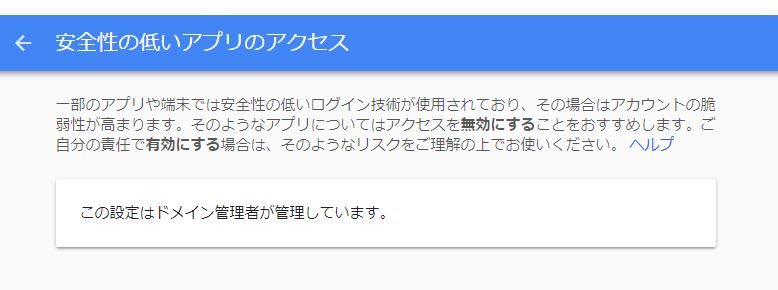 安全性の低いアプリのアクセス
一部のアプリや端末では安全性の低いログイン技術が使用されており、その場合はアカウントの脆
弱性が高まります。そのようなアプリについてはアクセスを無効にすることをおすすめします。ご
自分の責任で有効にする場合は、そのようなリスクをご理解の上でお使いください。 ヘルプ
この設定はドメイン管理者が管理しています。